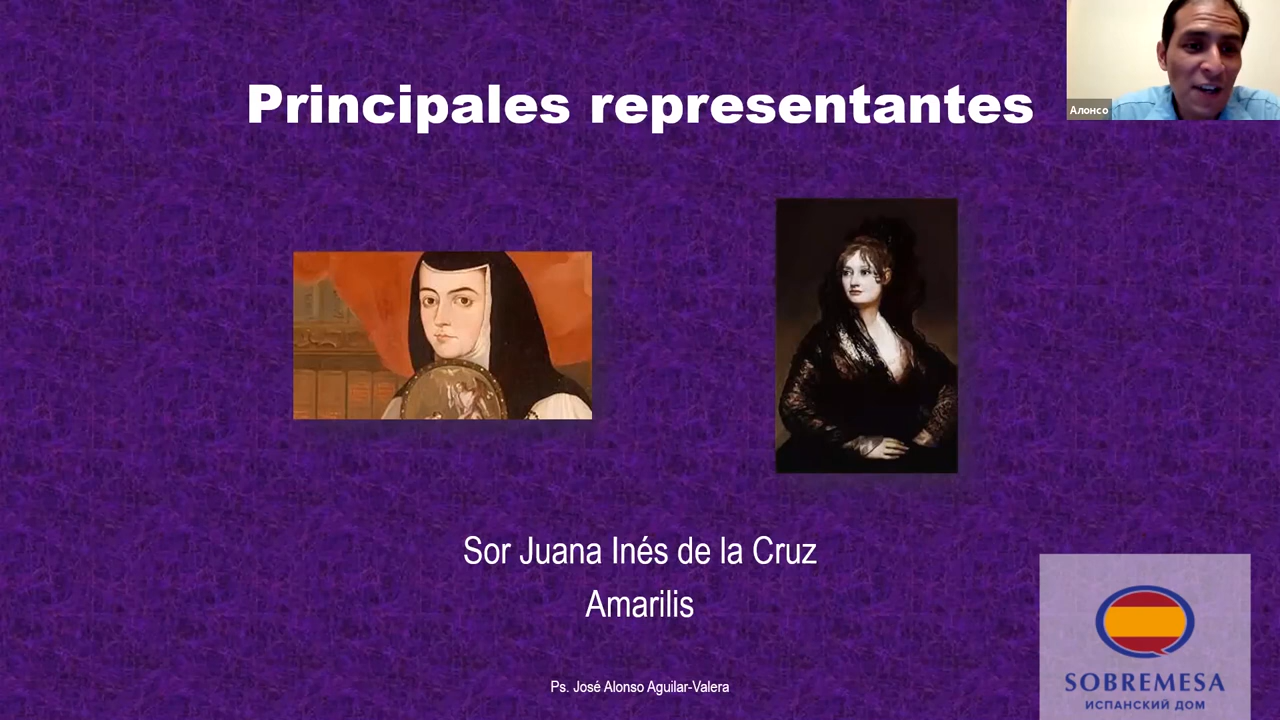 Principales representantes
Алонсо
Sor Juana Inés de la Cruz
Amarilis
Ps. José Alonso Aguilar-Valera
SOBREMESA
ИСПАНСКИЙ ДОМ